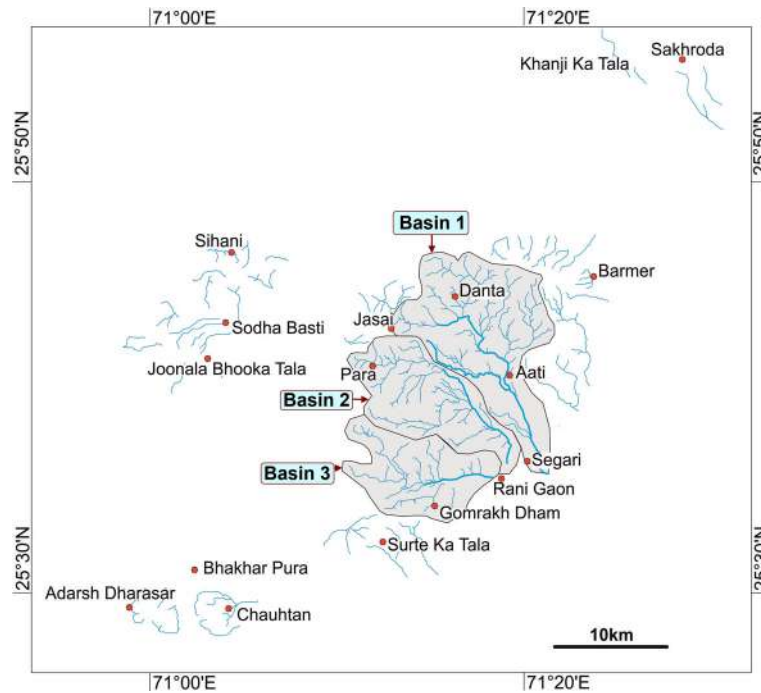 71°00'E
71°20'E
Sakhroda
Khanji Ka Tala
25°50'N
25°50'N
Basin 1
Sihani
Barmer
Danta
Jasai
Sodha Basti
Joonala Bhooka Tala
Para
Aati
Basin 2
Segari
Basin 3
Rani Gaon
Gomrakh Dham
Surte Ka Tala
Bhakhar Pura
25°30'N
25°30'N
Adarsh Dharasar
Chauhtan
10km
71°00'E
71°20'E